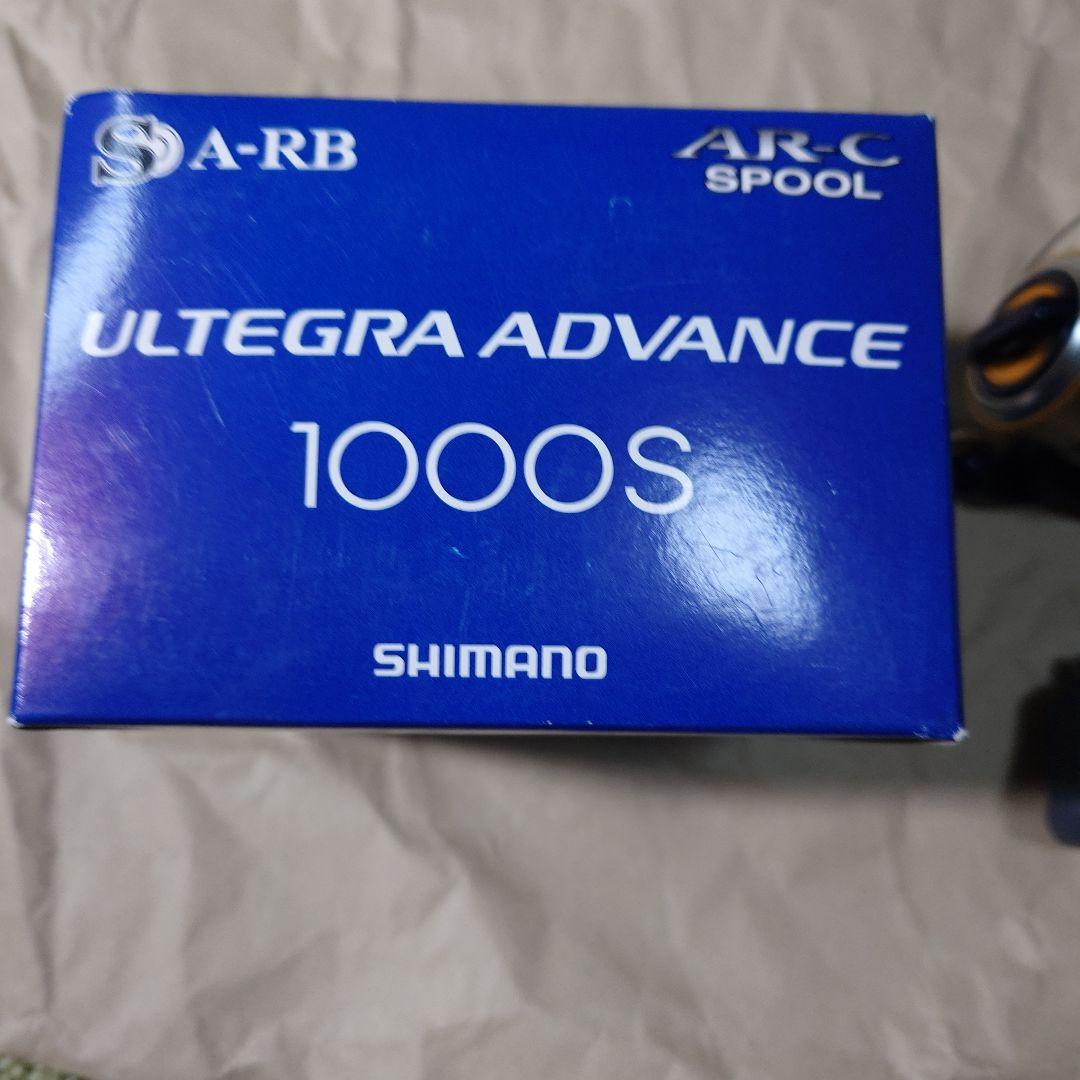 S A-RB
AR-C
SPOOL
ULTEGRA ADVANCE
1000S
SHIMANO